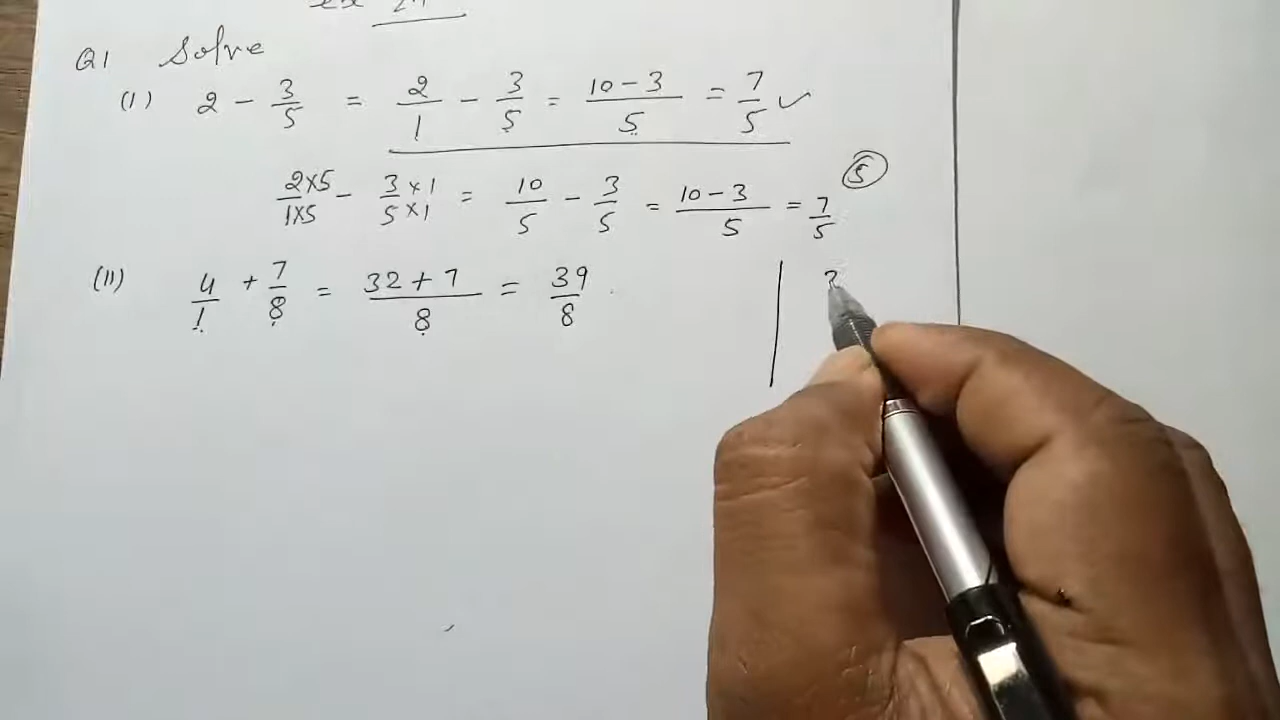 Q1 Solve
(I) 2 - 3/5 = 2/1 - 3/5 = 10-3/5 = 7/5 ✓
2×5/1×5 - 3×1/5×1 = 10/5 - 3/5 = 10-3/5 = 7/5 ⑤
(II) 4/1 + 7/8 = 32+7/8 = 39/8